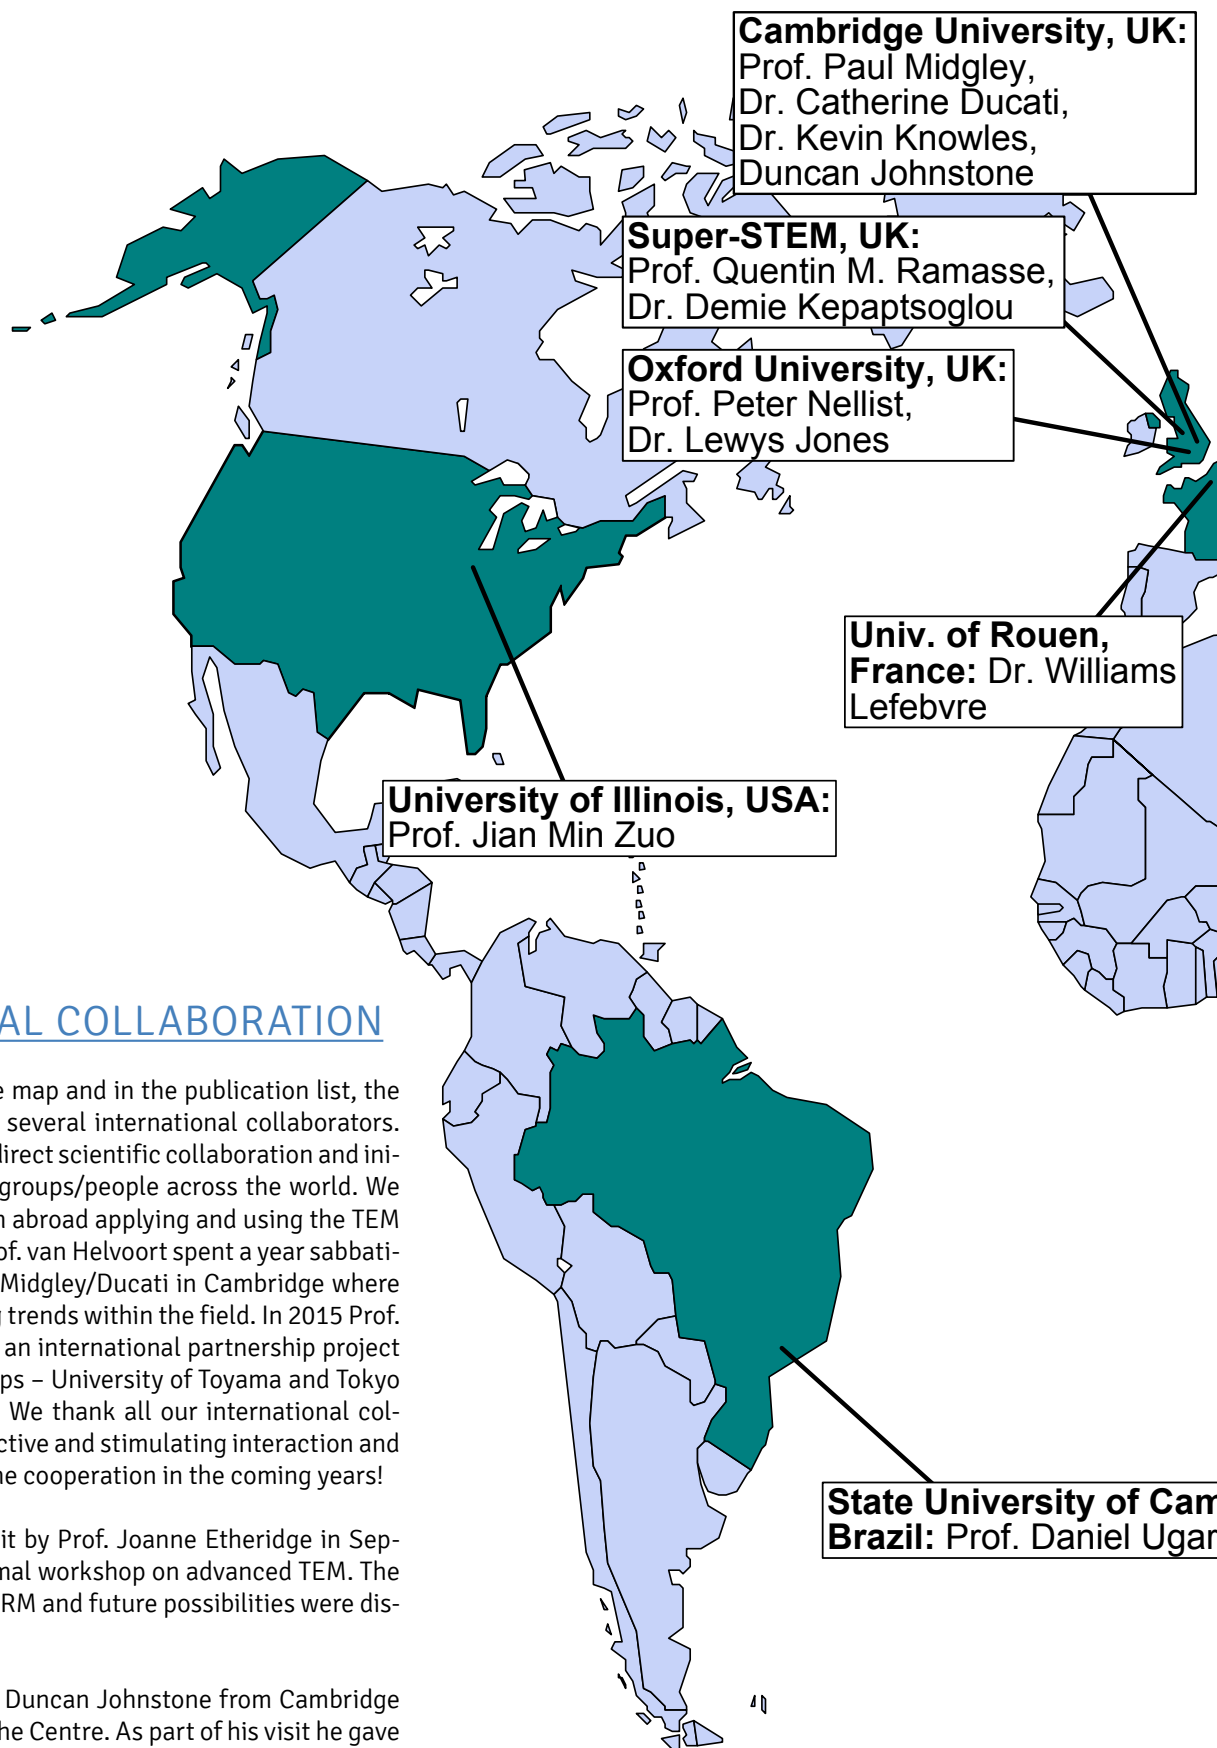 Cambridge University, UK:
Prof. Paul Midgley,
Dr. Catherine Ducati,
Dr. Kevin Knowles,
Duncan Johnstone
Super-STEM, UK:
Prof. Quentin M. Ramasse,
Dr. Demie Kepaptsoglou
Oxford University, UK:
Prof. Peter Nellist,
Dr. Lewys Jones
Univ. of Rouen,
France: Dr. Williams
Lefebvre
University of Illinois, USA:
Prof. Jian Min Zuo
AL COLLABORATION
e map and in the publication list, the
several international collaborators.
direct scientific collaboration and ini-
groups/people across the world. We
n abroad applying and using the TEM
of. van Helvoort spent a year sabbati-
Midgley/Ducati in Cambridge where
g trends within the field. In 2015 Prof.
an international partnership project
ps – University of Toyama and Tokyo
We thank all our international col-
ctive and stimulating interaction and
ne cooperation in the coming years!
State University of Cam
Brazil: Prof. Daniel Ugar
it by Prof. Joanne Etheridge in Sep-
nal workshop on advanced TEM. The
RM and future possibilities were dis-
Duncan Johnstone from Cambridge
he Centre. As part of his visit he gave